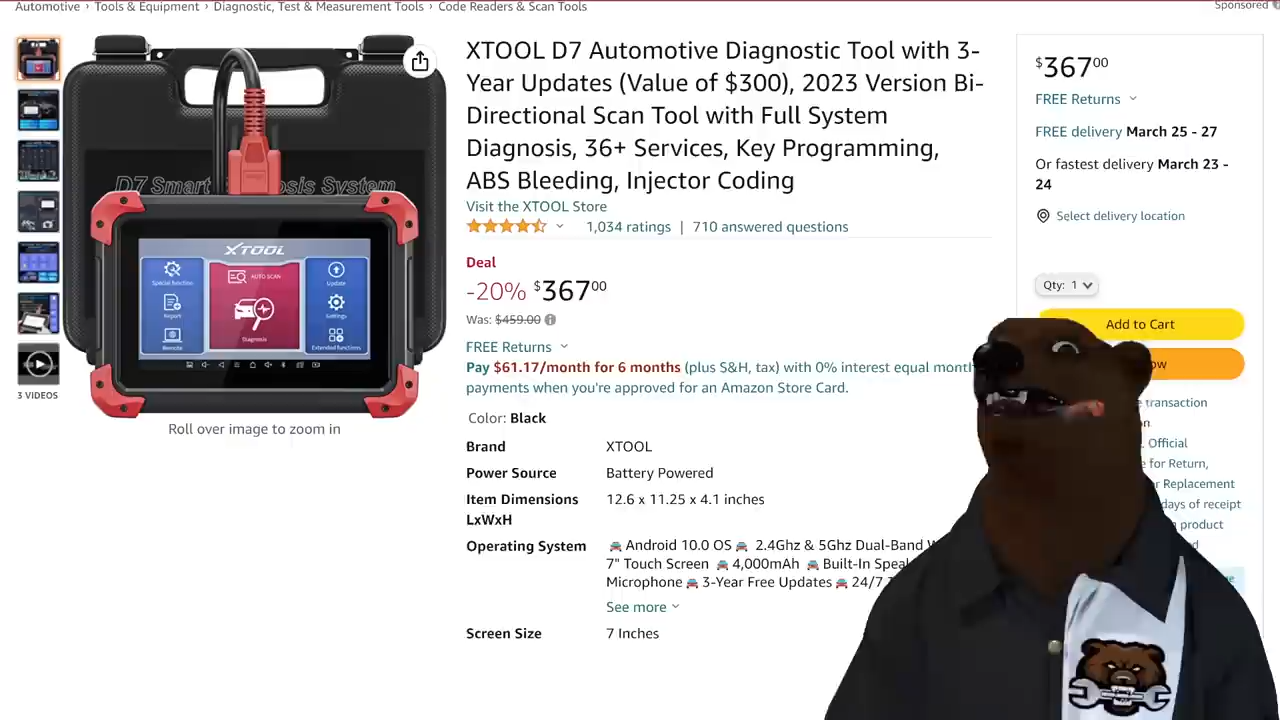 Automotive › Tools & Equipment › Diagnostic, Test & Measurement Tools › Code Readers & Scan Tools
Sponsored
XTOOL D7 Automotive Diagnostic Tool with 3-
Year Updates (Value of $300), 2023 Version Bi-
Directional Scan Tool with Full System
Diagnosis, 36+ Services, Key Programming,
ABS Bleeding, Injector Coding
Visit the XTOOL Store
1,034 ratings | 710 answered questions
Deal
-20% $36700
Was: $459.00
FREE Returns
Pay $61.17/month for 6 months (plus S&H, tax) with 0% interest equal
payments when you're approved for an Amazon Store Card.
Color: Black
Brand XTOOL
Power Source Battery Powered
Item Dimensions 12.6 x 11.25 x 4.1 inches
LxWxH
Operating System Android 10.0 OS 2.4Ghz & 5Ghz Dual-Band
7" Touch Screen 4,000mAh Built-In
Microphone 3-Year Free Updates 24/7
See more
Screen Size 7 Inches
D7 Smart System
XTOOL
Special function
AUTO SCAN
Update
Report
Diagnosis
Settings
Remote
Extended functions
3 VIDEOS
Roll over image to zoom in
$36700
FREE Returns
FREE delivery March 25 - 27
Or fastest delivery March 23 -
24
Select delivery location
Qty: 1
Add to Cart
transaction
Official
for Return,
Replacement
days of receipt
product